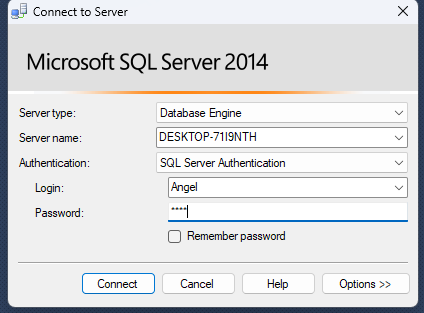 Connect to Server
Microsoft SQL Server 2014
Server type: Database Engine
Server name: DESKTOP-71I9NTH
Authentication: SQL Server Authentication
Login: Angel
Password: ****
Remember password
Connect Cancel Help Options >>